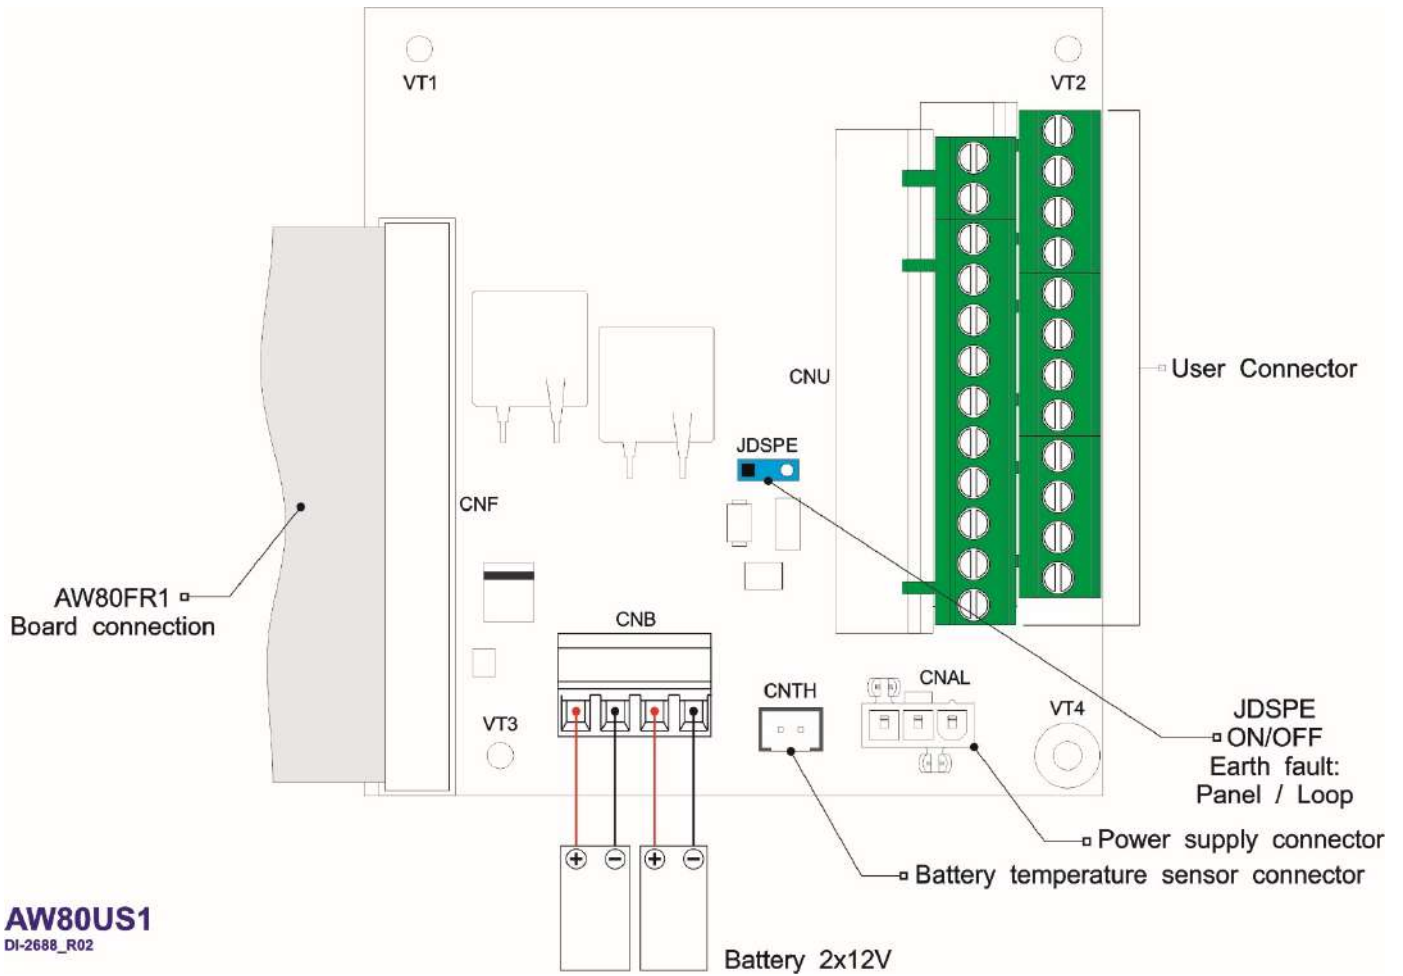 VT1
VT2
CNU
User Connector
JDSPE
CNF
AW80FR1
Board connection
CNB
CNTH
CNAL
VT3
VT4
JDSPE
ON/OFF
Earth fault:
Panel / Loop
Power supply connector
Battery temperature sensor connector
+ − + −
AW80US1
DI-2688_R02
Battery 2x12V